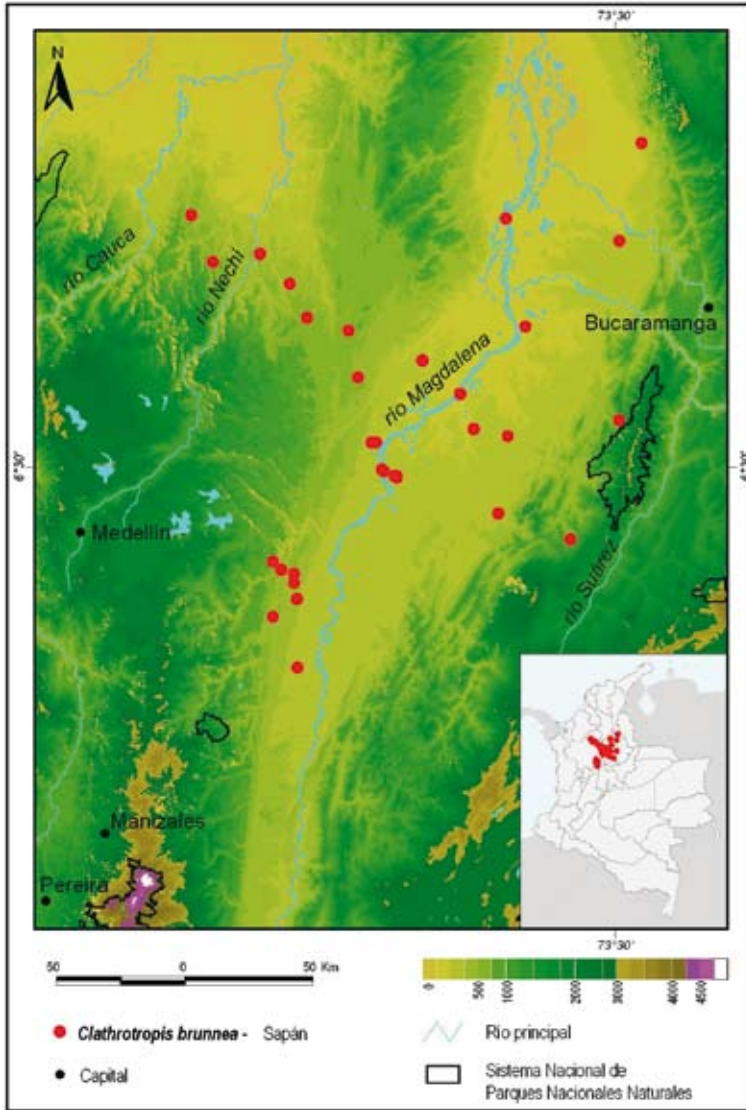 73°30'
N
río Cauca
río Nechí
río Magdalena
Bucaramanga
6°30'
6°30'
Medellín
río Suárez
Manizales
Pereira
73°30'
50 0 50 Km
0 500 1000 2000 3000 4000 4500
Clathrotropis brunnea - Sapán
Río principal
Capital
Sistema Nacional de
Parques Nacionales Naturales